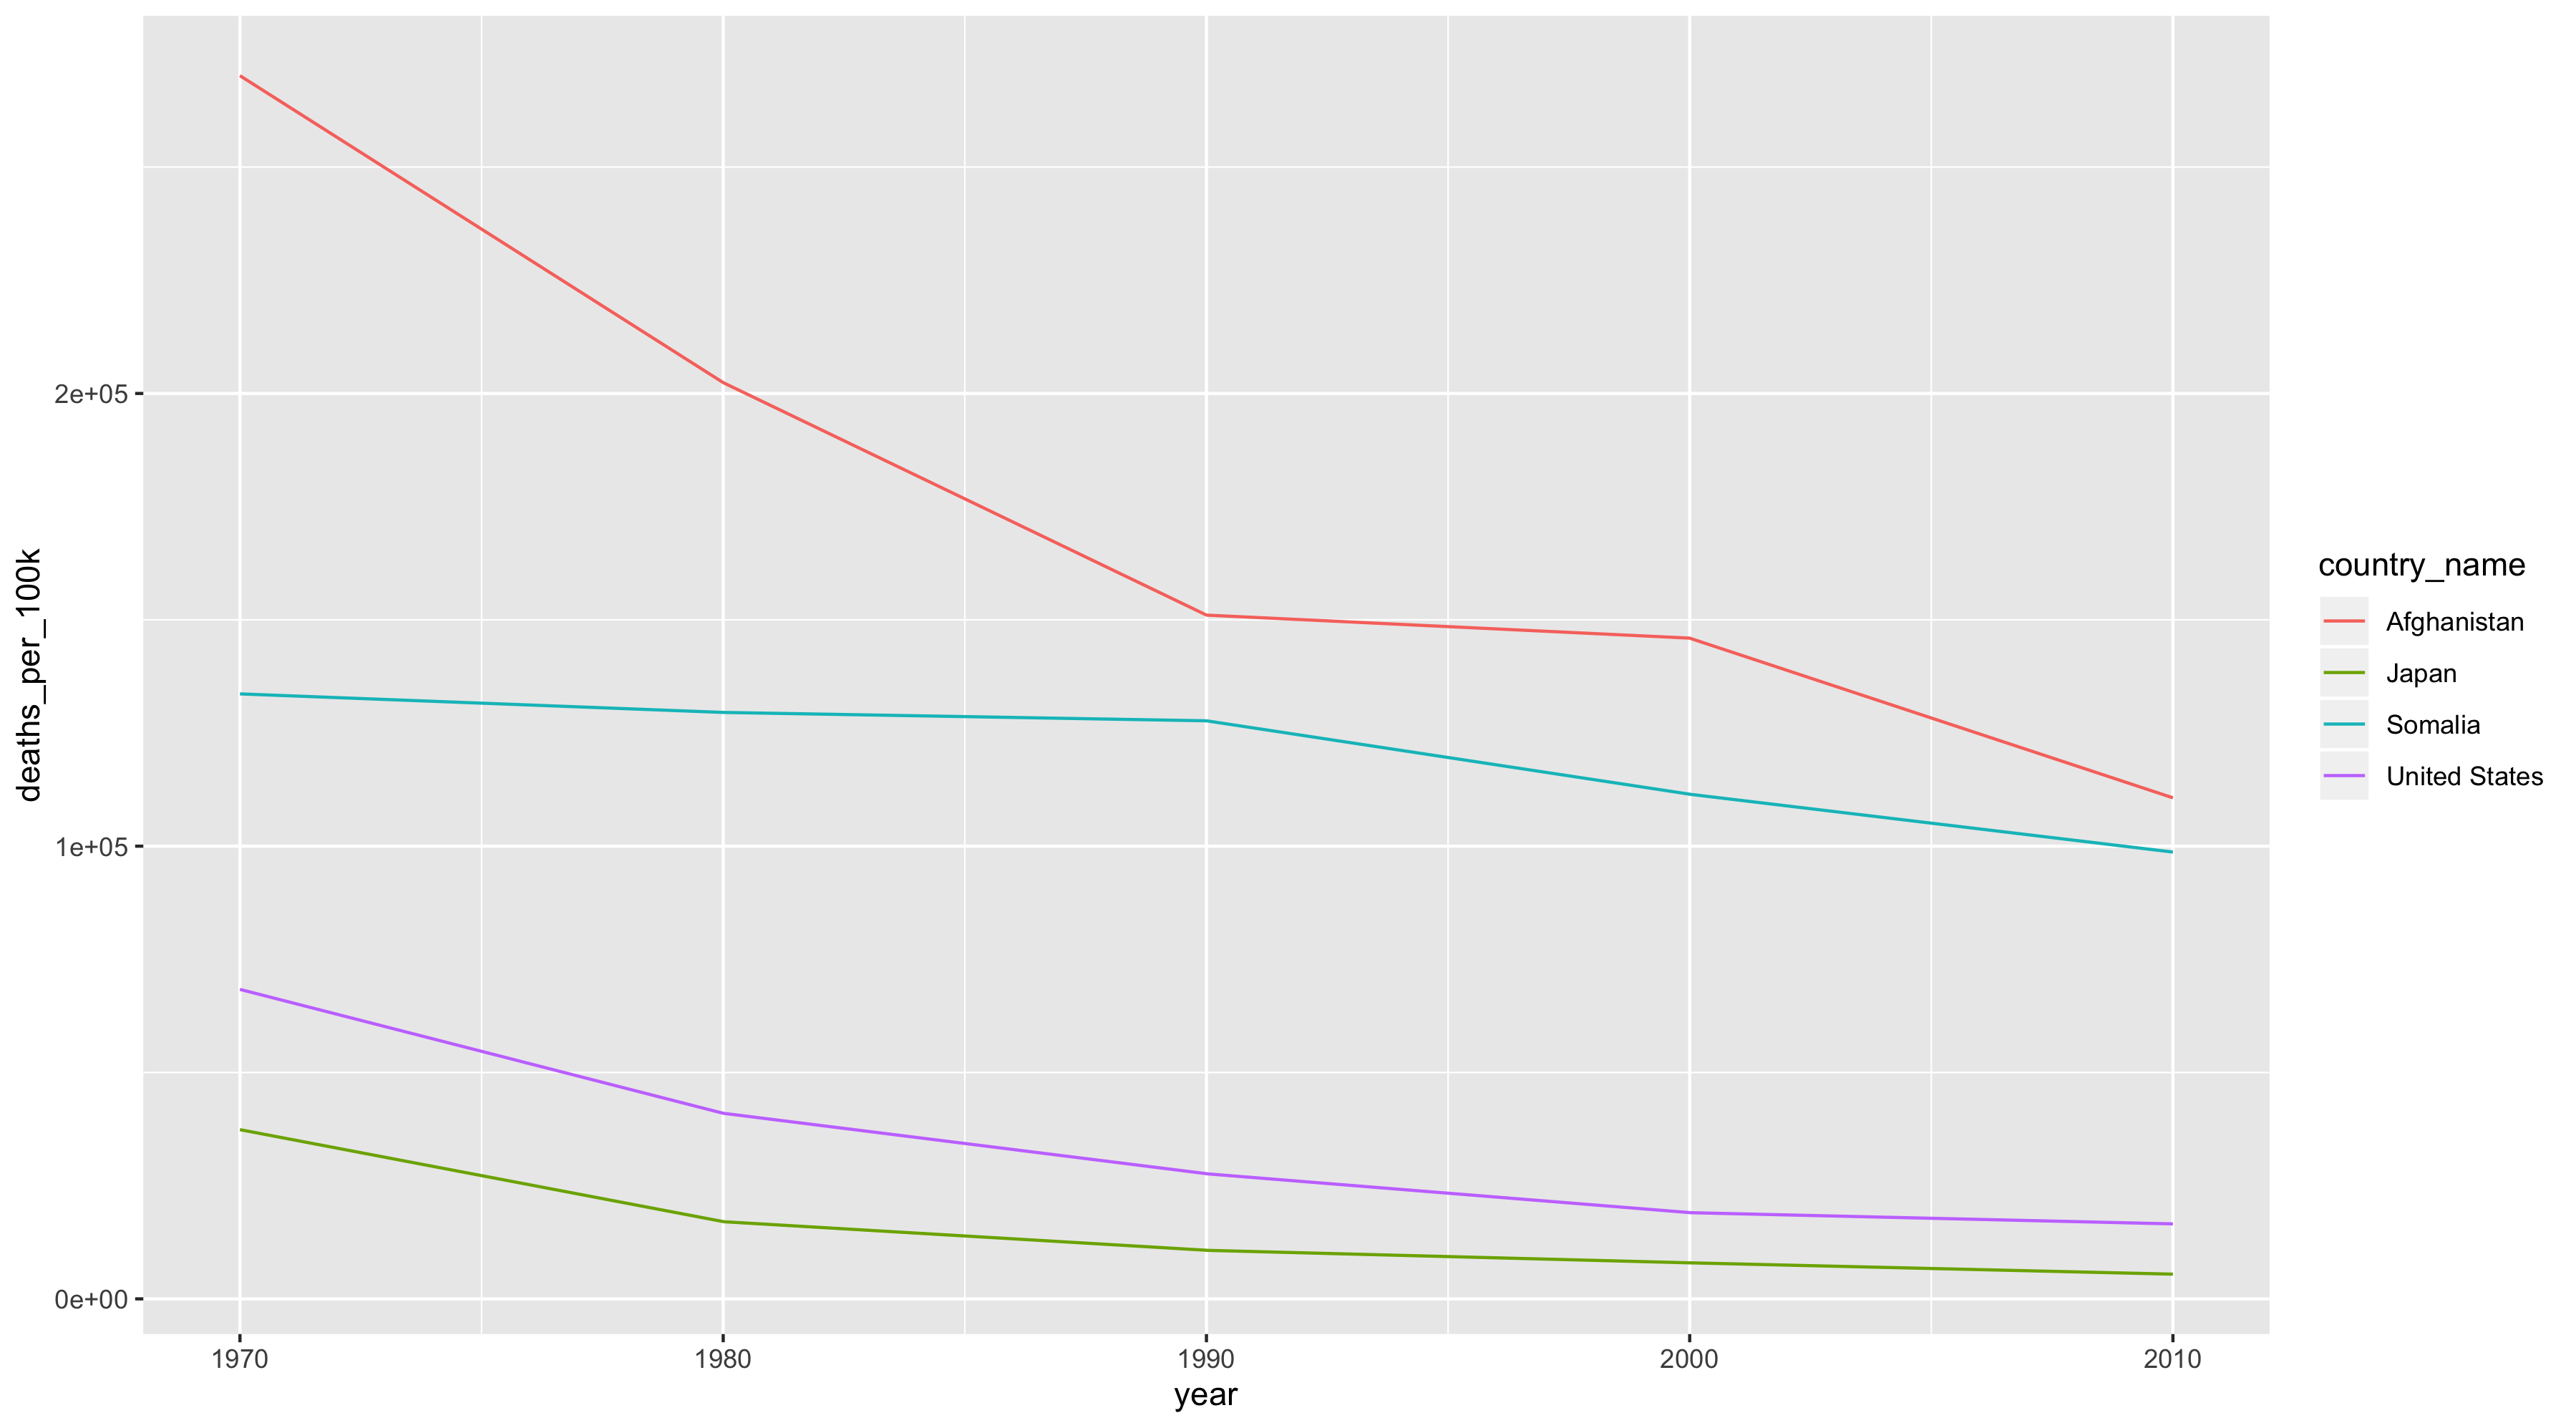 deaths_per_100k
2e+05
1e+05
0e+00
1970
1980
1990
2000
2010
year
country_name
Afghanistan
Japan
Somalia
United States